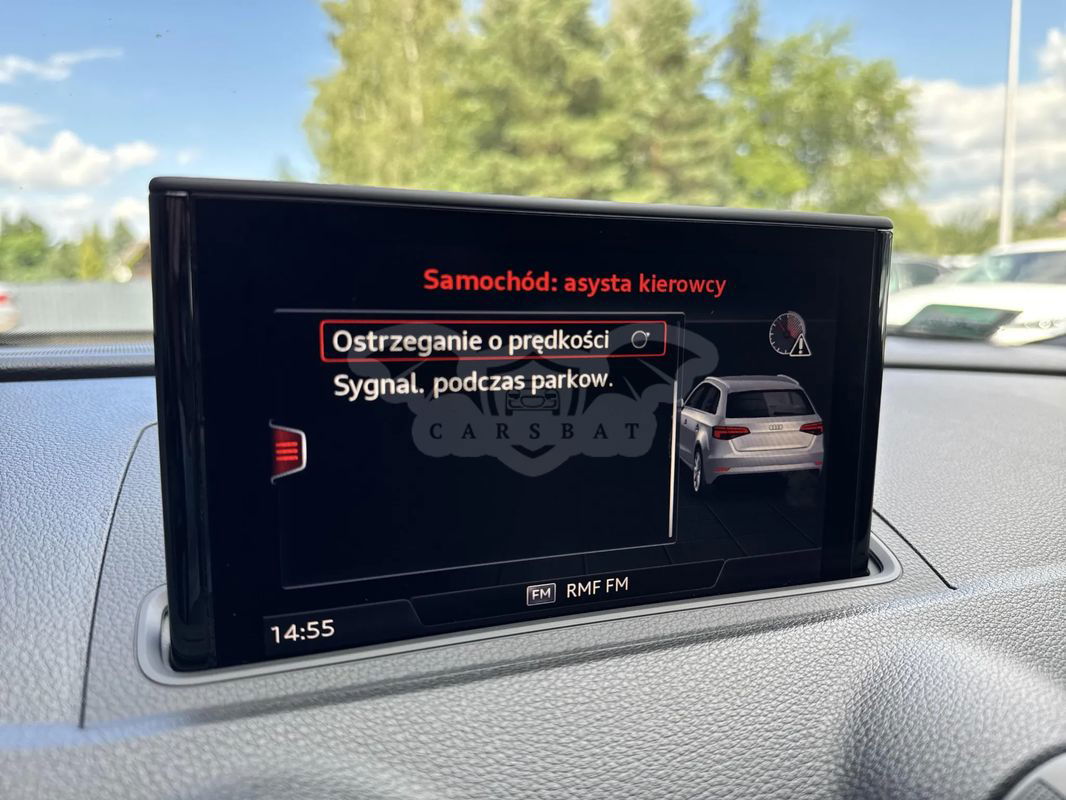 Samochód: asysta kierowcy
Ostrzeganie o prędkości
Sygnal. podczas parkow.
CARSBAT
FM RMF FM
14:55